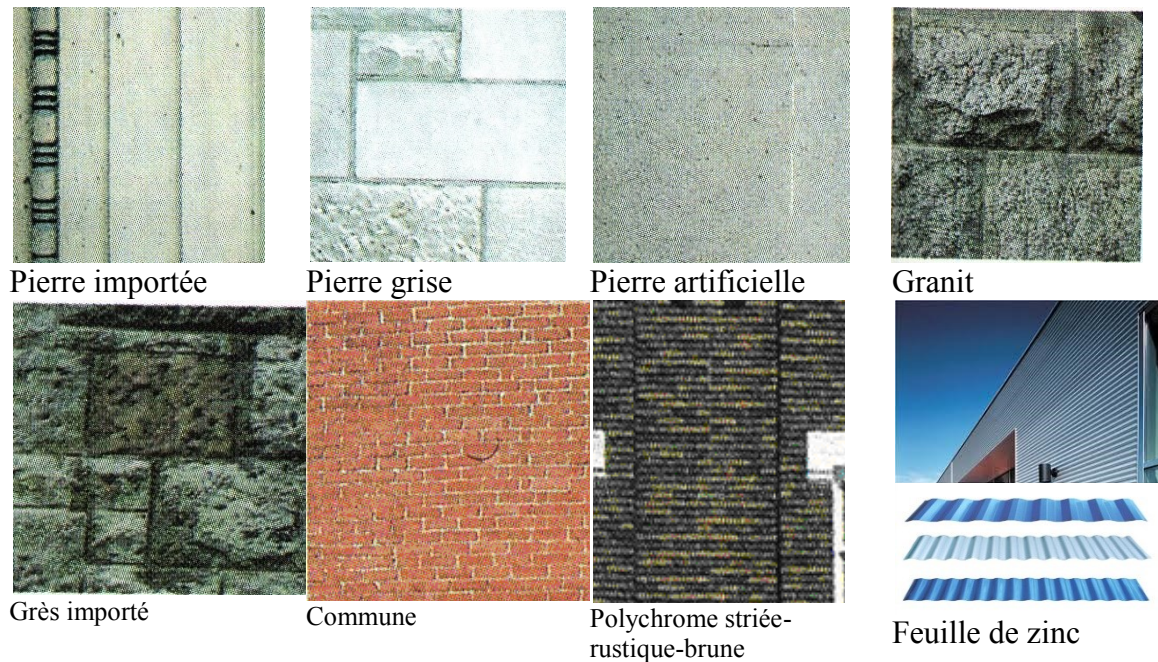 Pierre importée
Pierre grise
Pierre artificielle
Granit
Grès importé
Commune
Polychrome striée-
rustique-brune
Feuille de zinc